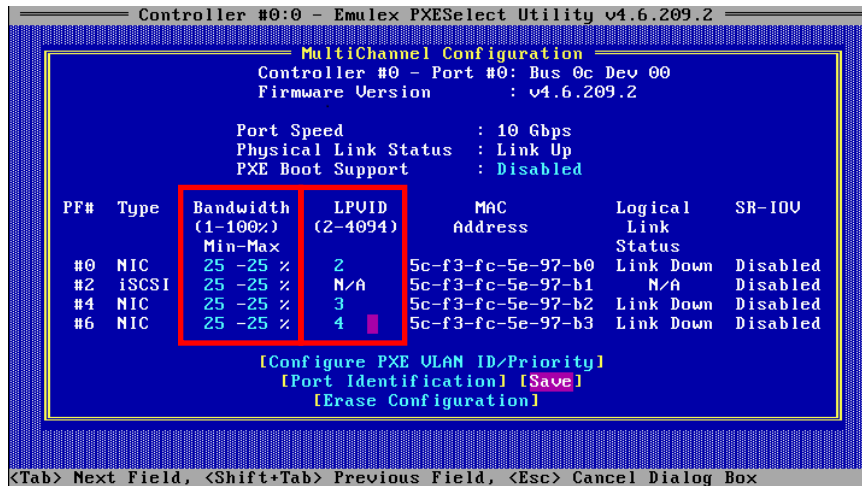 Controller #0:0 - Emulex PXESelect Utility v4.6.209.2
MultiChannel Configuration
Controller #0 - Port #0: Bus 0c Dev 00
Firmware Version : v4.6.209.2
Port Speed : 10 Gbps
Physical Link Status : Link Up
PXE Boot Support : Disabled
PF# Type Bandwidth LPVID MAC Logical SR-IOV
(1-100%) (2-4094) Address Link
Min-Max Status
#0 NIC 25 -25 % 2 5c-f3-fc-5e-97-b0 Link Down Disabled
#2 iSCSI 25 -25 % N/A 5c-f3-fc-5e-97-b1 N/A Disabled
#4 NIC 25 -25 % 3 5c-f3-fc-5e-97-b2 Link Down Disabled
#6 NIC 25 -25 % 4 5c-f3-fc-5e-97-b3 Link Down Disabled
[Configure PXE VLAN ID/Priority]
[Port Identification] [Save]
[Erase Configuration]
<Tab> Next Field, <Shift+Tab> Previous Field, <Esc> Cancel Dialog Box